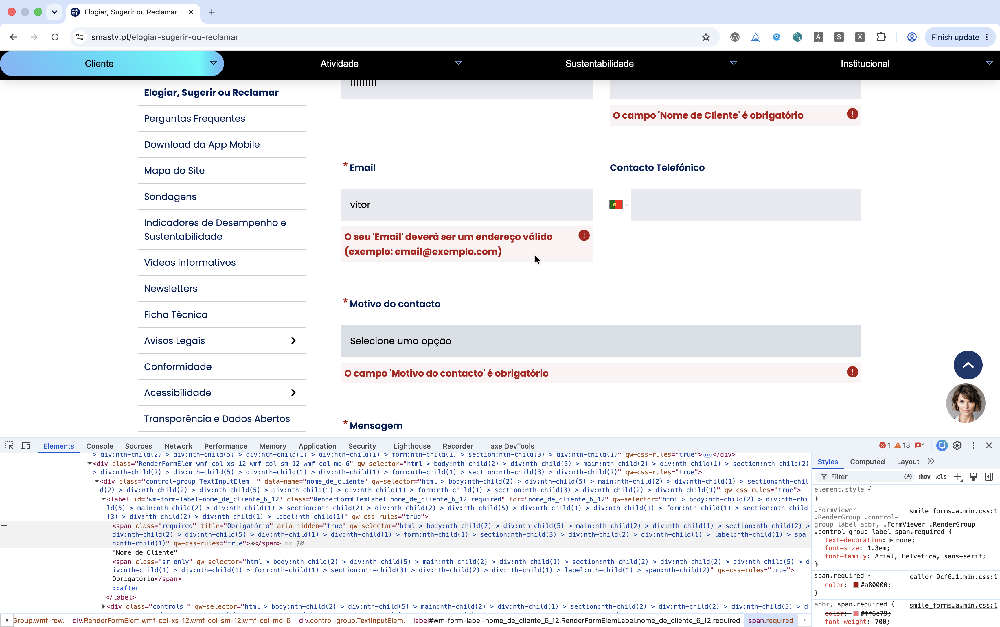 Elogiar, Sugerir ou Reclamar
smastv.pt/elogiar-sugerir-ou-reclamar
Finish update
Cliente
Atividade
Sustentabilidade
Institucional
Elogiar, Sugerir ou Reclamar
Perguntas Frequentes
Download da App Mobile
Mapa do Site
Sondagens
Indicadores de Desempenho e
Sustentabilidade
Vídeos informativos
Newsletters
Ficha Técnica
Avisos Legais
Conformidade
Acessibilidade
Transparência e Dados Abertos
O campo 'Nome de Cliente' é obrigatório
* Email
vitor
O seu 'Email' deverá ser um endereço válido
(exemplo: email@exemplo.com)
Contacto Telefónico
* Motivo do contacto
Selecione uma opção
O campo 'Motivo do contacto' é obrigatório
* Mensagem
Elements Console Sources Network Performance Memory Application Security Lighthouse Recorder axe DevTools
1 13 1
> div:nth-child(2) > div:nth-child(5) > div:nth-child(1) > div:nth-child(1) > form:nth-child(1) > section:nth-child(3) > div:nth-child(1)" qw-css-rules="true">…</div>
<div class="RenderFormElem wmf-col-xs-12 wmf-col-sm-12 wmf-col-md-6" qw-selector="html > body:nth-child(2) > div:nth-child(5) > main:nth-child(2) > div:nth-child(1) > section:nth-child(2)
> div:nth-child(2) > div:nth-child(5) > div:nth-child(1) > div:nth-child(1) > form:nth-child(1) > section:nth-child(3) > div:nth-child(2)" qw-css-rules="true">
<div class="control-group TextInputElem  " data-name="nome_de_cliente" qw-selector="html > body:nth-child(2) > div:nth-child(5) > main:nth-child(2) > div:nth-child(1) > section:nth-chil
d(2) > div:nth-child(2) > div:nth-child(5) > div:nth-child(1) > div:nth-child(1) > form:nth-child(1) > section:nth-child(3) > div:nth-child(2) > div:nth-child(1)" qw-css-rules="true">
<label id="wm-form-label-nome_de_cliente_6_12" class="RenderFormElemLabel nome_de_cliente_6_12 required" for="nome_de_cliente_6_12" qw-selector="html > body:nth-child(2) > div:nth-chi
ld(5) > main:nth-child(2) > div:nth-child(1) > section:nth-child(2) > div:nth-child(2) > div:nth-child(5) > div:nth-child(1) > div:nth-child(1) > form:nth-child(1) > section:nth-child
(3) > div:nth-child(2) > div:nth-child(1) > label:nth-child(1)" qw-css-rules="true">
<span class="required" title="Obrigatório" aria-hidden="true" qw-selector="html > body:nth-child(2) > div:nth-child(5) > main:nth-child(2) > div:nth-child(1) > section:nth-child(2) >
div:nth-child(2) > div:nth-child(5) > div:nth-child(1) > div:nth-child(1) > form:nth-child(1) > section:nth-child(3) > div:nth-child(2) > div:nth-child(1) > label:nth-child(1) > spa
n:nth-child(1)" qw-css-rules="true">*</span> == $0
"Nome de Cliente"
<span class="sr-only" qw-selector="html > body:nth-child(2) > div:nth-child(5) > main:nth-child(2) > div:nth-child(1) > section:nth-child(2) > div:nth-child(2) > div:nth-child(5) > d
iv:nth-child(1) > div:nth-child(1) > form:nth-child(1) > section:nth-child(3) > div:nth-child(2) > div:nth-child(1) > label:nth-child(1) > span:nth-child(2)" qw-css-rules="true">
Obrigatório</span>
::after
</label>
<div class="controls " qw-selector="html > body:nth-child(2) > div:nth-child(5) > main:nth-child(2) > div:nth-child(1) > section:nth-child(2) > div:nth-child(2) > div:nth-child(5) > d
Group.wmf-row. div.RenderFormElem.wmf-col-xs-12.wmf-col-sm-12.wmf-col-md-6 div.control-group.TextInputElem. label#wm-form-label-nome_de_cliente_6_12.RenderFormElemLabel.nome_de_cliente_6_12.required span.required
Styles Computed Layout
Filter :hov .cls
element.style {
}
.FormViewer smile_forms…a.min.css:1
.RenderGroup .control-
group label abbr, .FormViewer .RenderGroup
.control-group label span.required {
text-decoration: none;
font-size: 1.3em;
font-family: Arial, Helvetica, sans-serif;
}
span.required { caller-9cf6…1.min.css:1
color: #a80000;
}
abbr, span.required { smile_forms…a.min.css:1
color: #ff6c79;
font-weight: 700;